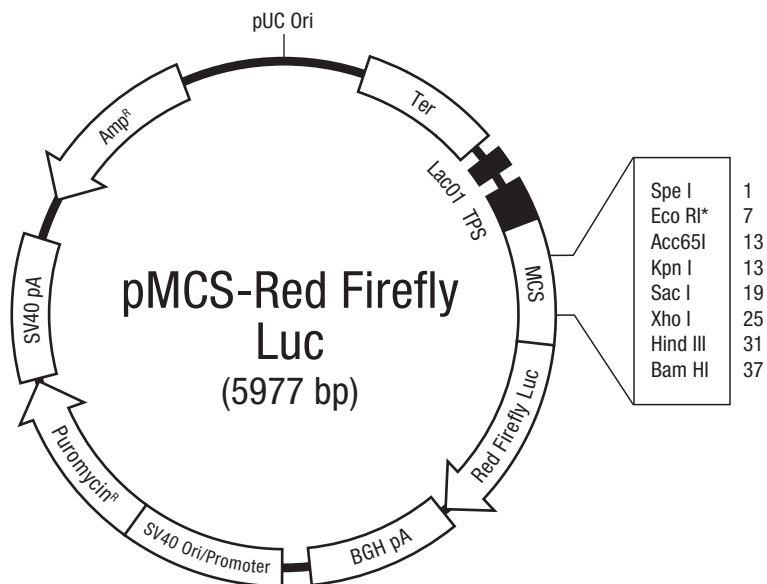 pUC Ori
Ter
Lac01
TPS
MCS
Red Firefly Luc
BGH pA
SV40 Ori/Promoter
Puromycinᴿ
SV40 pA
Ampᴿ
pMCS-Red Firefly
Luc
(5977 bp)
Spe I 1
Eco RI* 7
Acc65I 13
Kpn I 13
Sac I 19
Xho I 25
Hind III 31
Bam HI 37